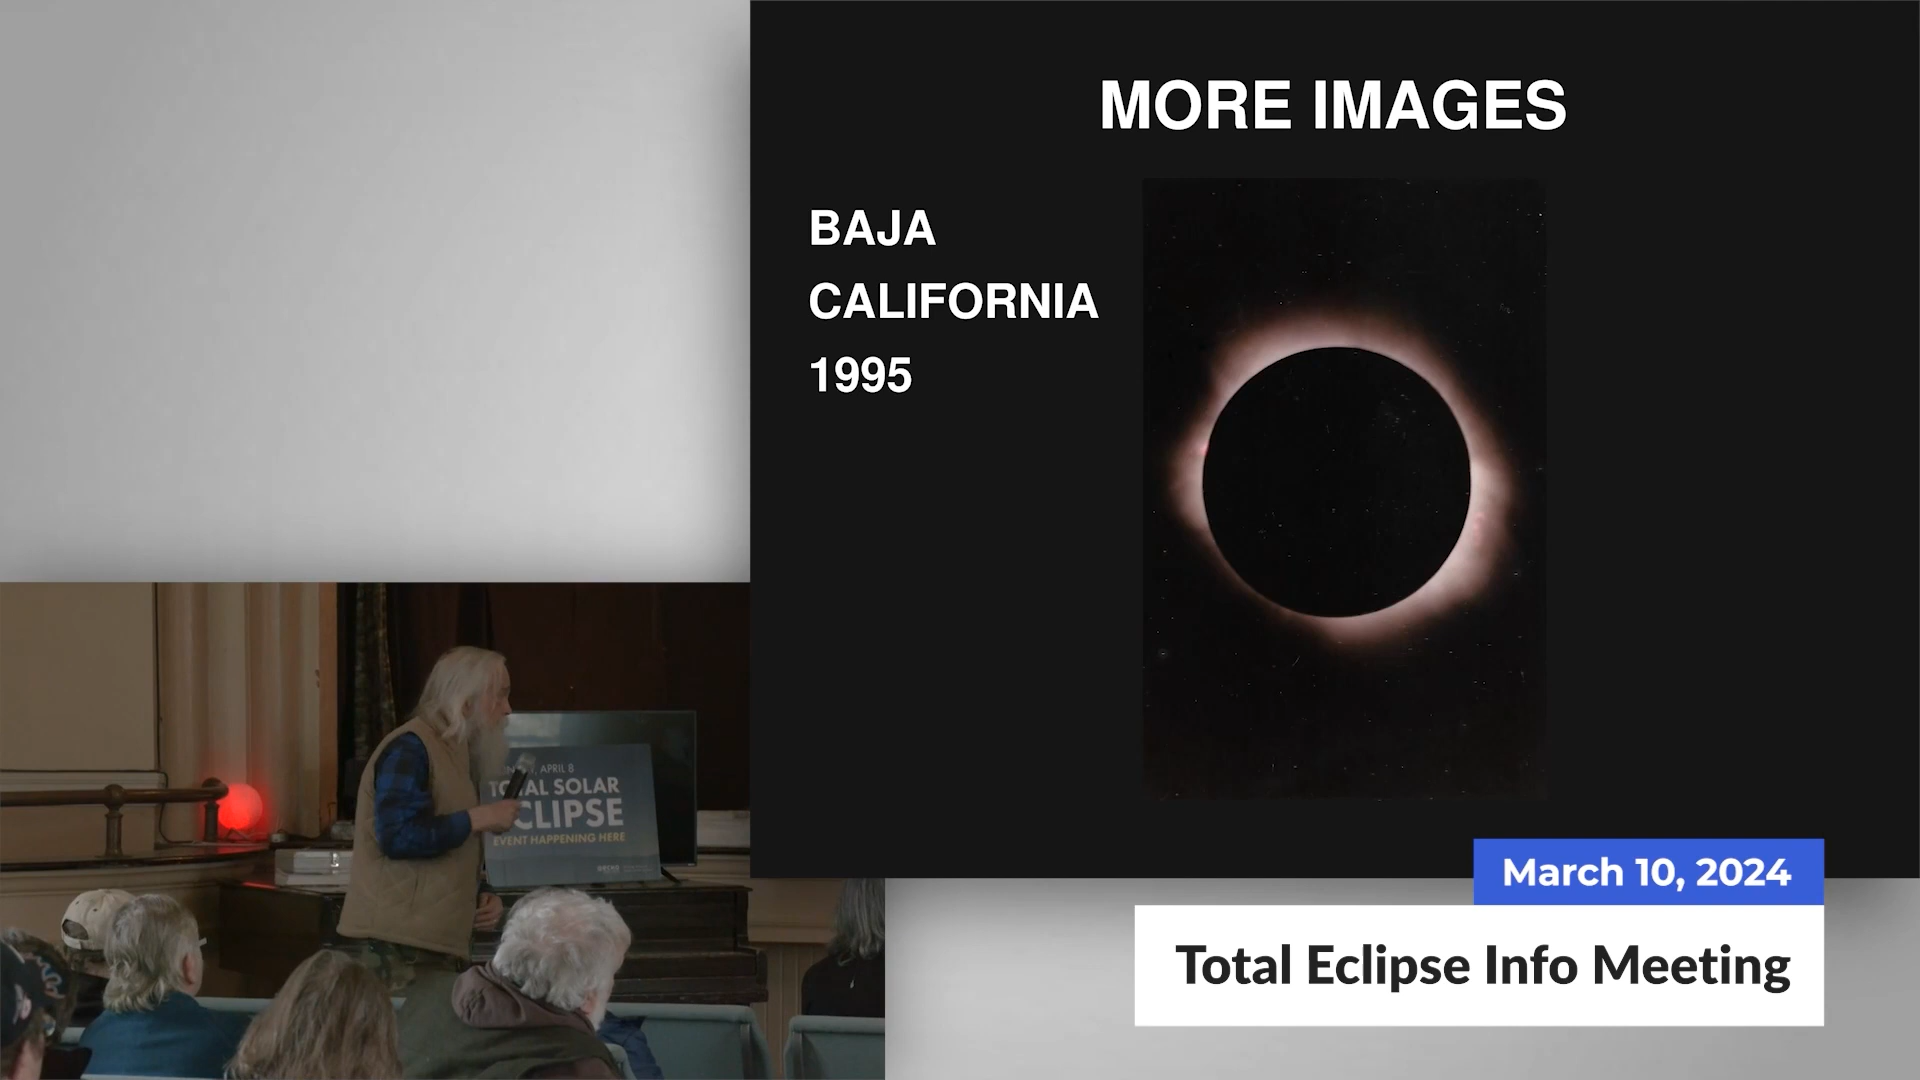 MORE IMAGES
BAJA
CALIFORNIA
1995
APRIL 8
TOTAL SOLAR
ECLIPSE
EVENT HAPPENING HERE
March 10, 2024
Total Eclipse Info Meeting